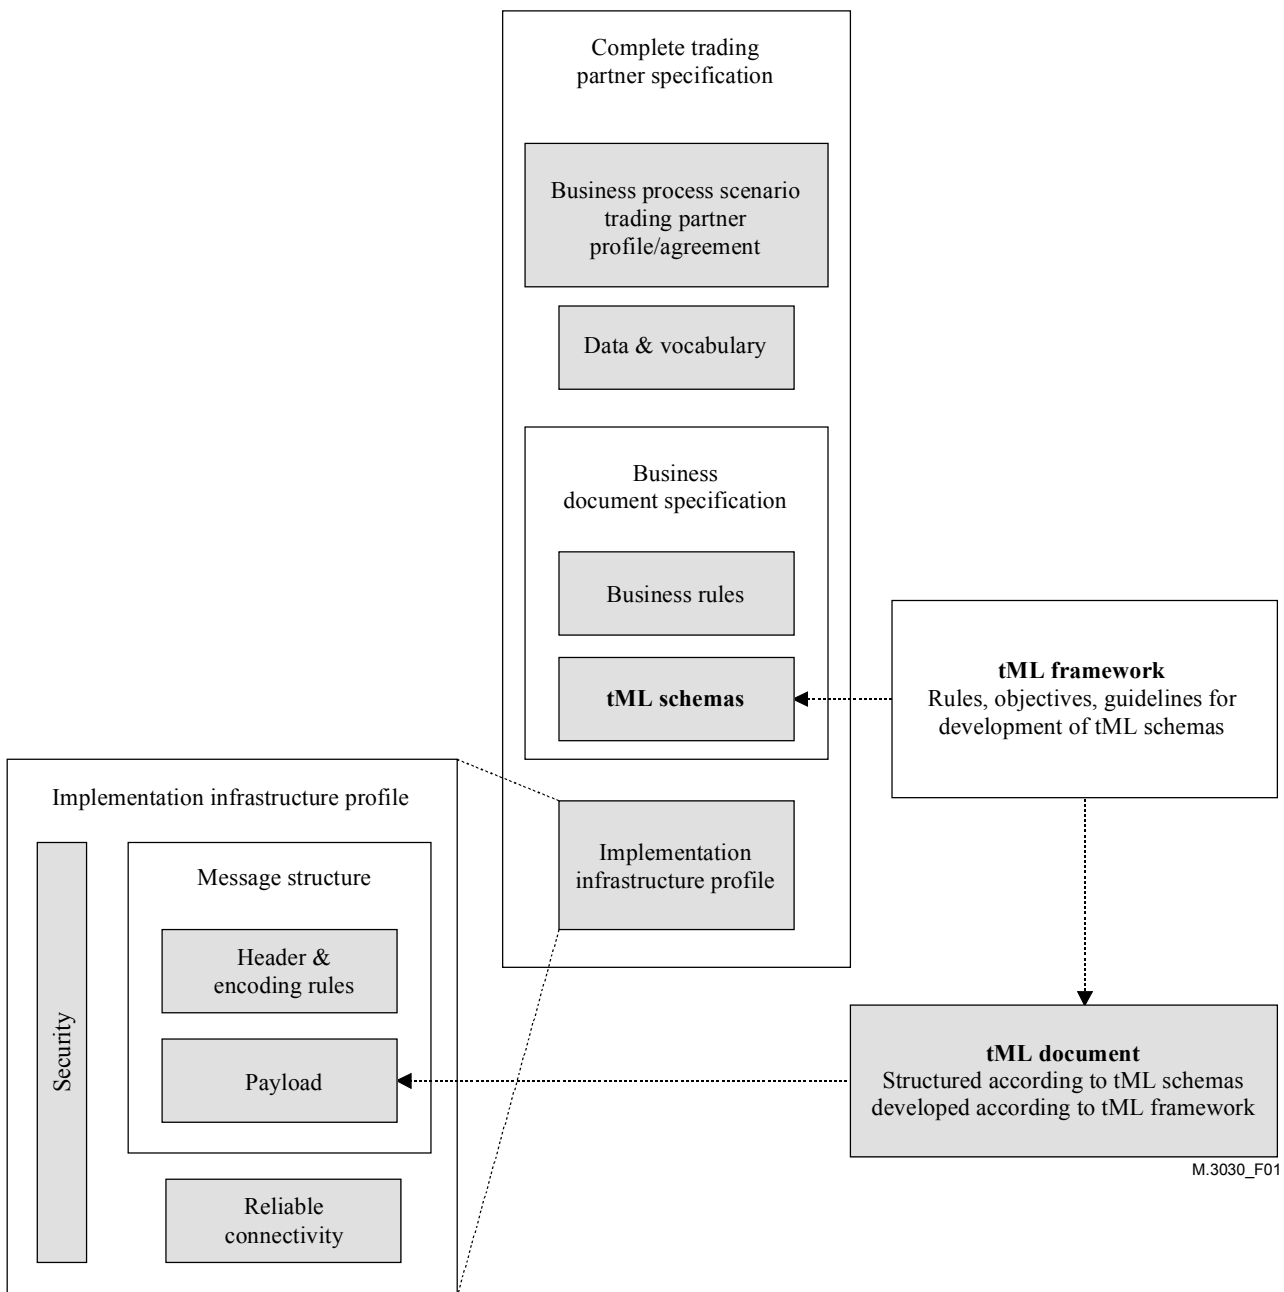 Complete trading
partner specification
Business process scenario
trading partner
profile/agreement
Data & vocabulary
Business
document specification
Business rules
tML schemas
tML framework
Rules, objectives, guidelines for
development of tML schemas
Implementation
infrastructure profile
Implementation infrastructure profile
Security
Message structure
Header &
encoding rules
Payload
Reliable
connectivity
tML document
Structured according to tML schemas
developed according to tML framework
M.3030_F01